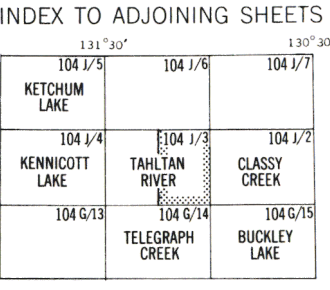 INDEX TO ADJOINING SHEETS
131°30′ 130°30
104 J/5 104 J/6 104 J/7
KETCHUM
LAKE
104 J/4 104 J/3 104 J/2
KENNICOTT TAHLTAN CLASSY
LAKE RIVER CREEK
104 G/13 104 G/14 104 G/15
TELEGRAPH BUCKLEY
CREEK LAKE